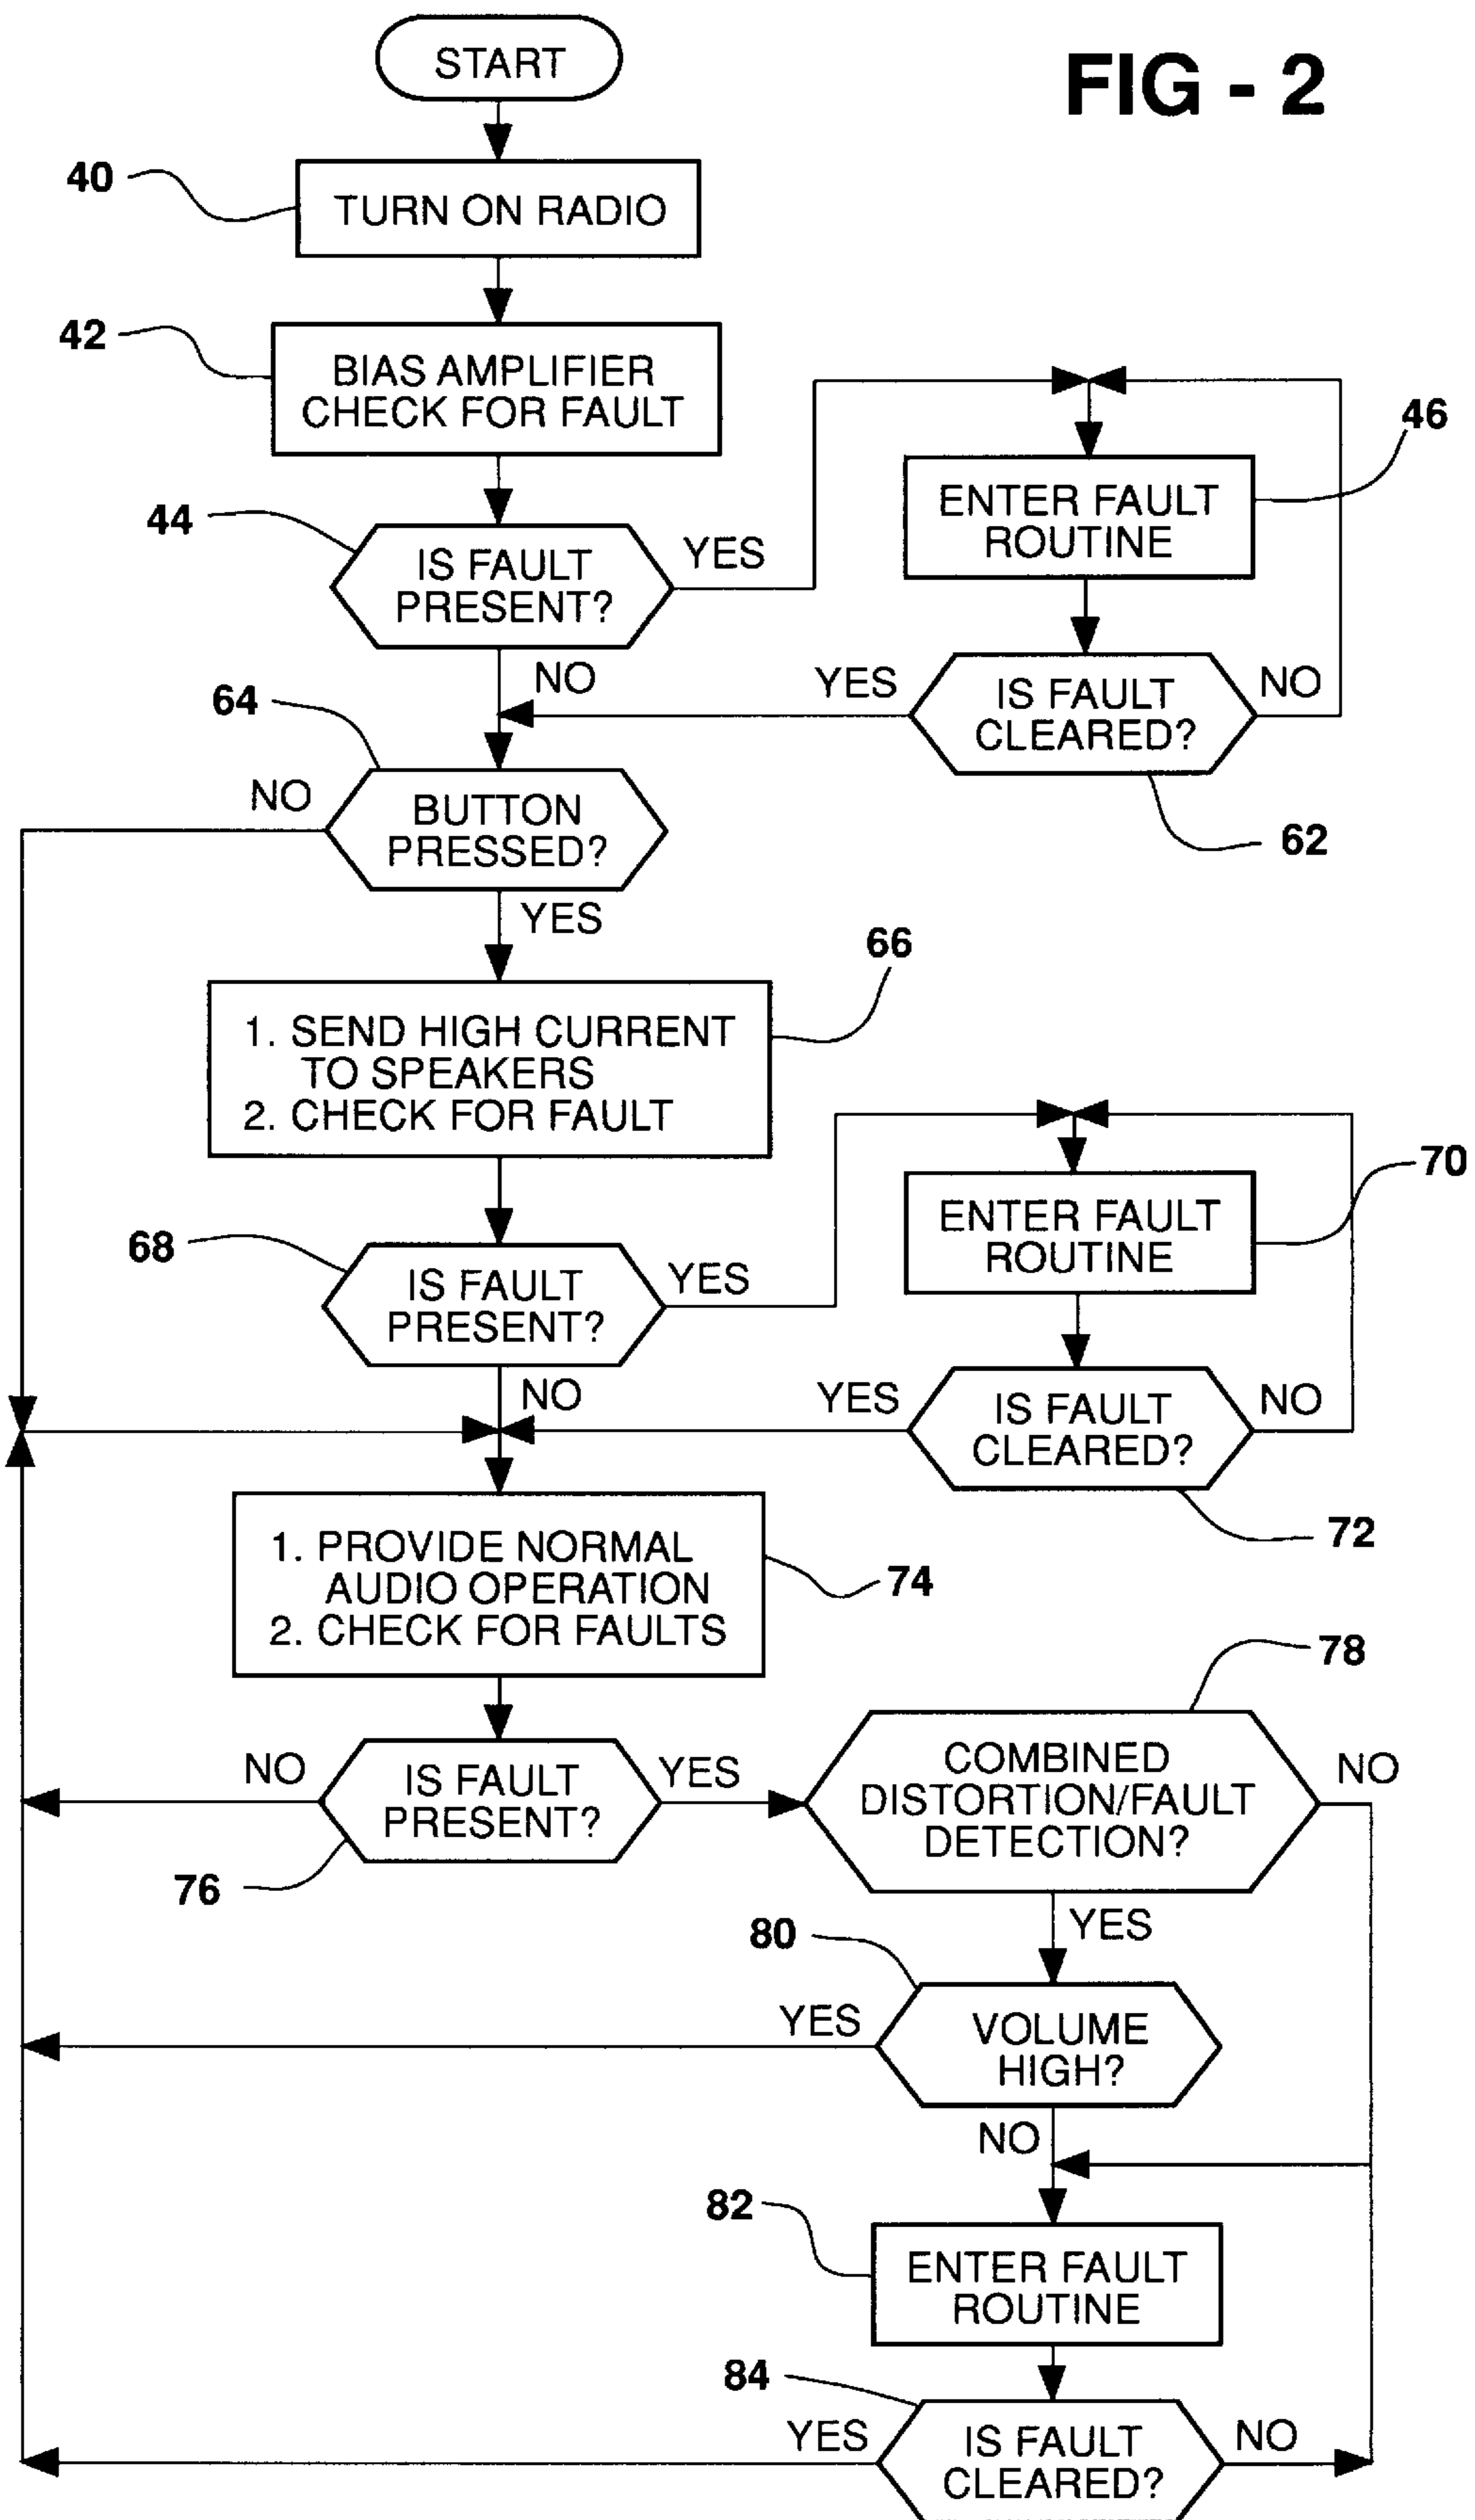 START
FIG - 2
40
TURN ON RADIO
42
BIAS AMPLIFIER
CHECK FOR FAULT
46
ENTER FAULT
ROUTINE
44
IS FAULT
PRESENT?
YES
NO
YES
IS FAULT
CLEARED?
NO
62
64
NO
BUTTON
PRESSED?
YES
66
1. SEND HIGH CURRENT
TO SPEAKERS
2. CHECK FOR FAULT
70
ENTER FAULT
ROUTINE
68
IS FAULT
PRESENT?
YES
NO
YES
IS FAULT
CLEARED?
NO
72
1. PROVIDE NORMAL
AUDIO OPERATION
2. CHECK FOR FAULTS
74
78
NO
IS FAULT
PRESENT?
YES
76
COMBINED
DISTORTION/FAULT
DETECTION?
NO
YES
80
YES
VOLUME
HIGH?
NO
82
ENTER FAULT
ROUTINE
84
YES
IS FAULT
CLEARED?
NO